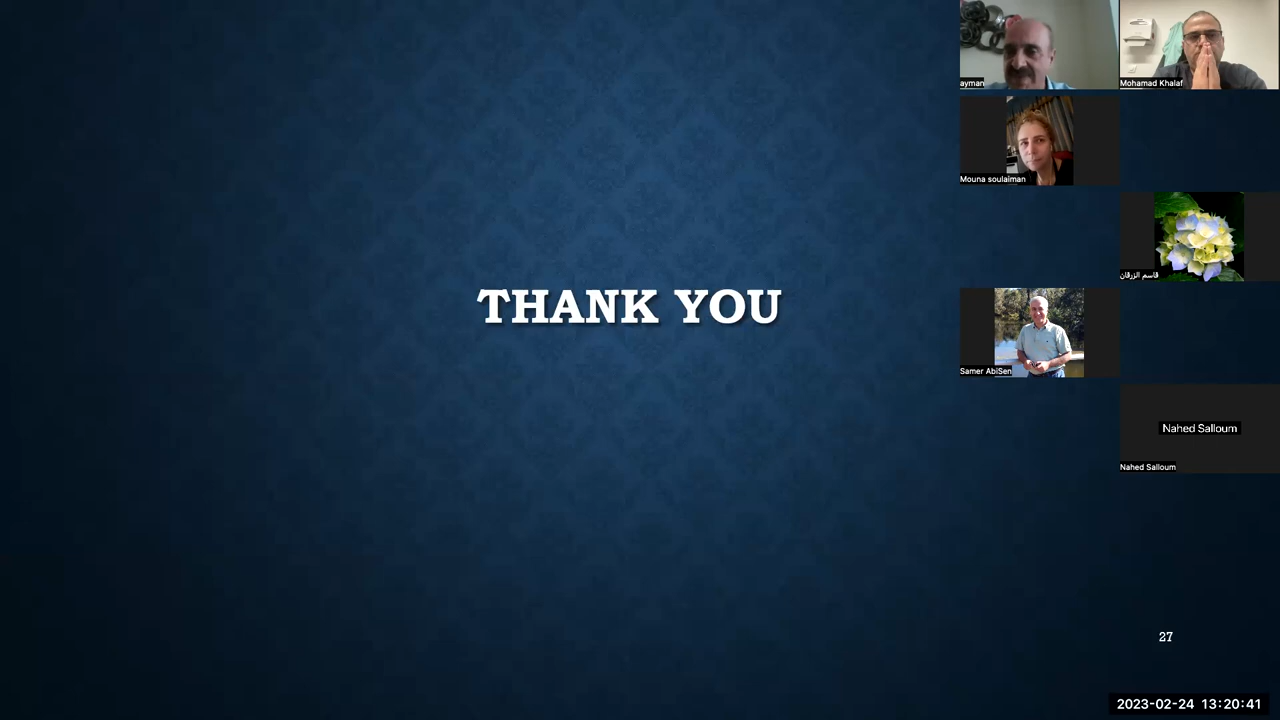 ayman
Mohamad Khalaf
Mouna soulaiman
قاسم الزرقان
THANK YOU
Samer AbiSen
Nahed Salloum
Nahed Salloum
27
2023-02-24 13:20:41